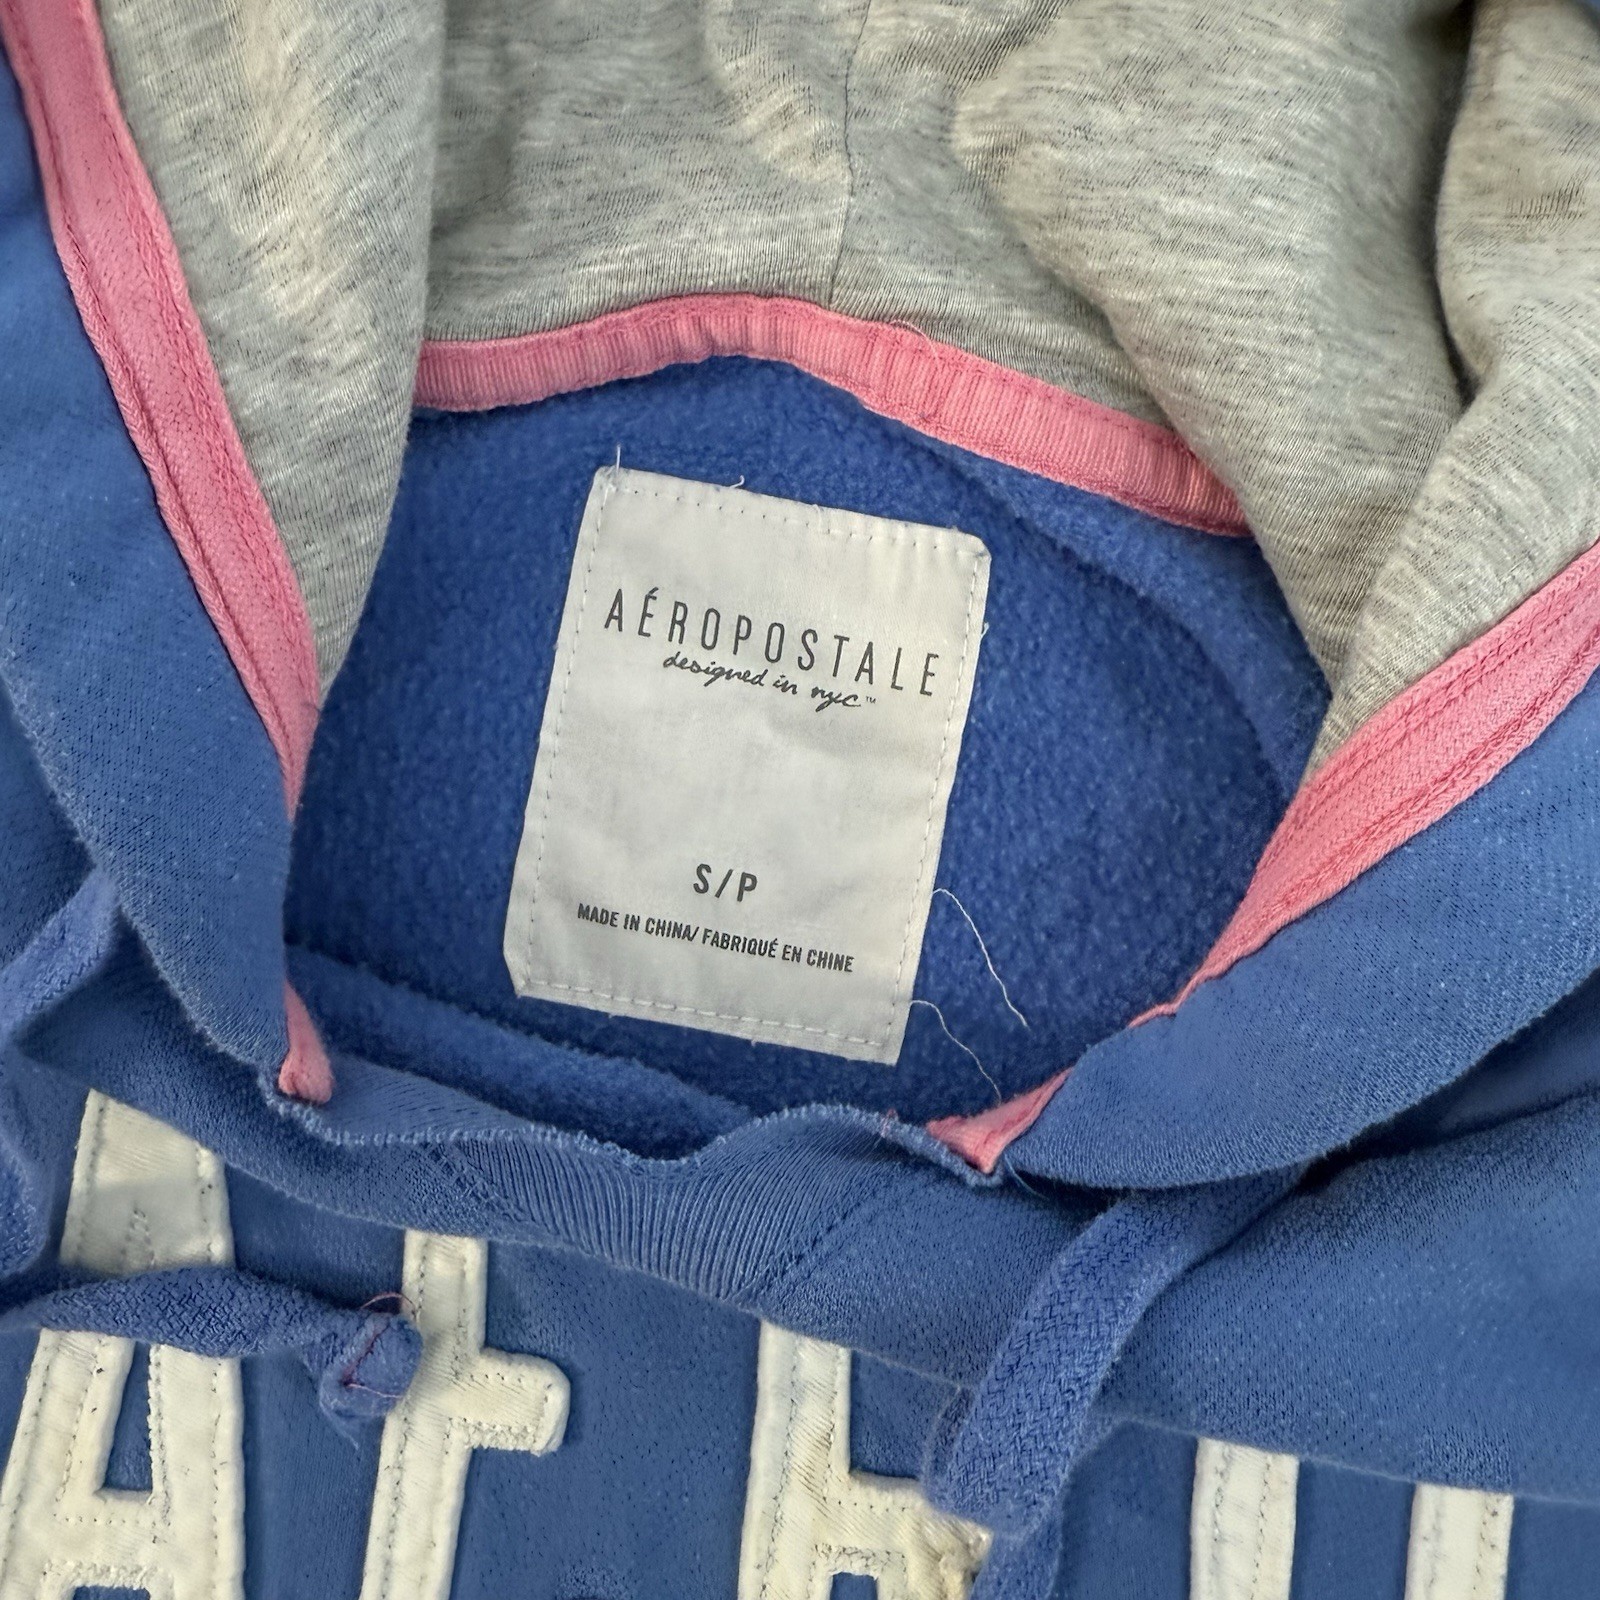 AÉROPOSTALE
designed in nyc™
S/P
MADE IN CHINA/ FABRIQUÉ EN CHINE